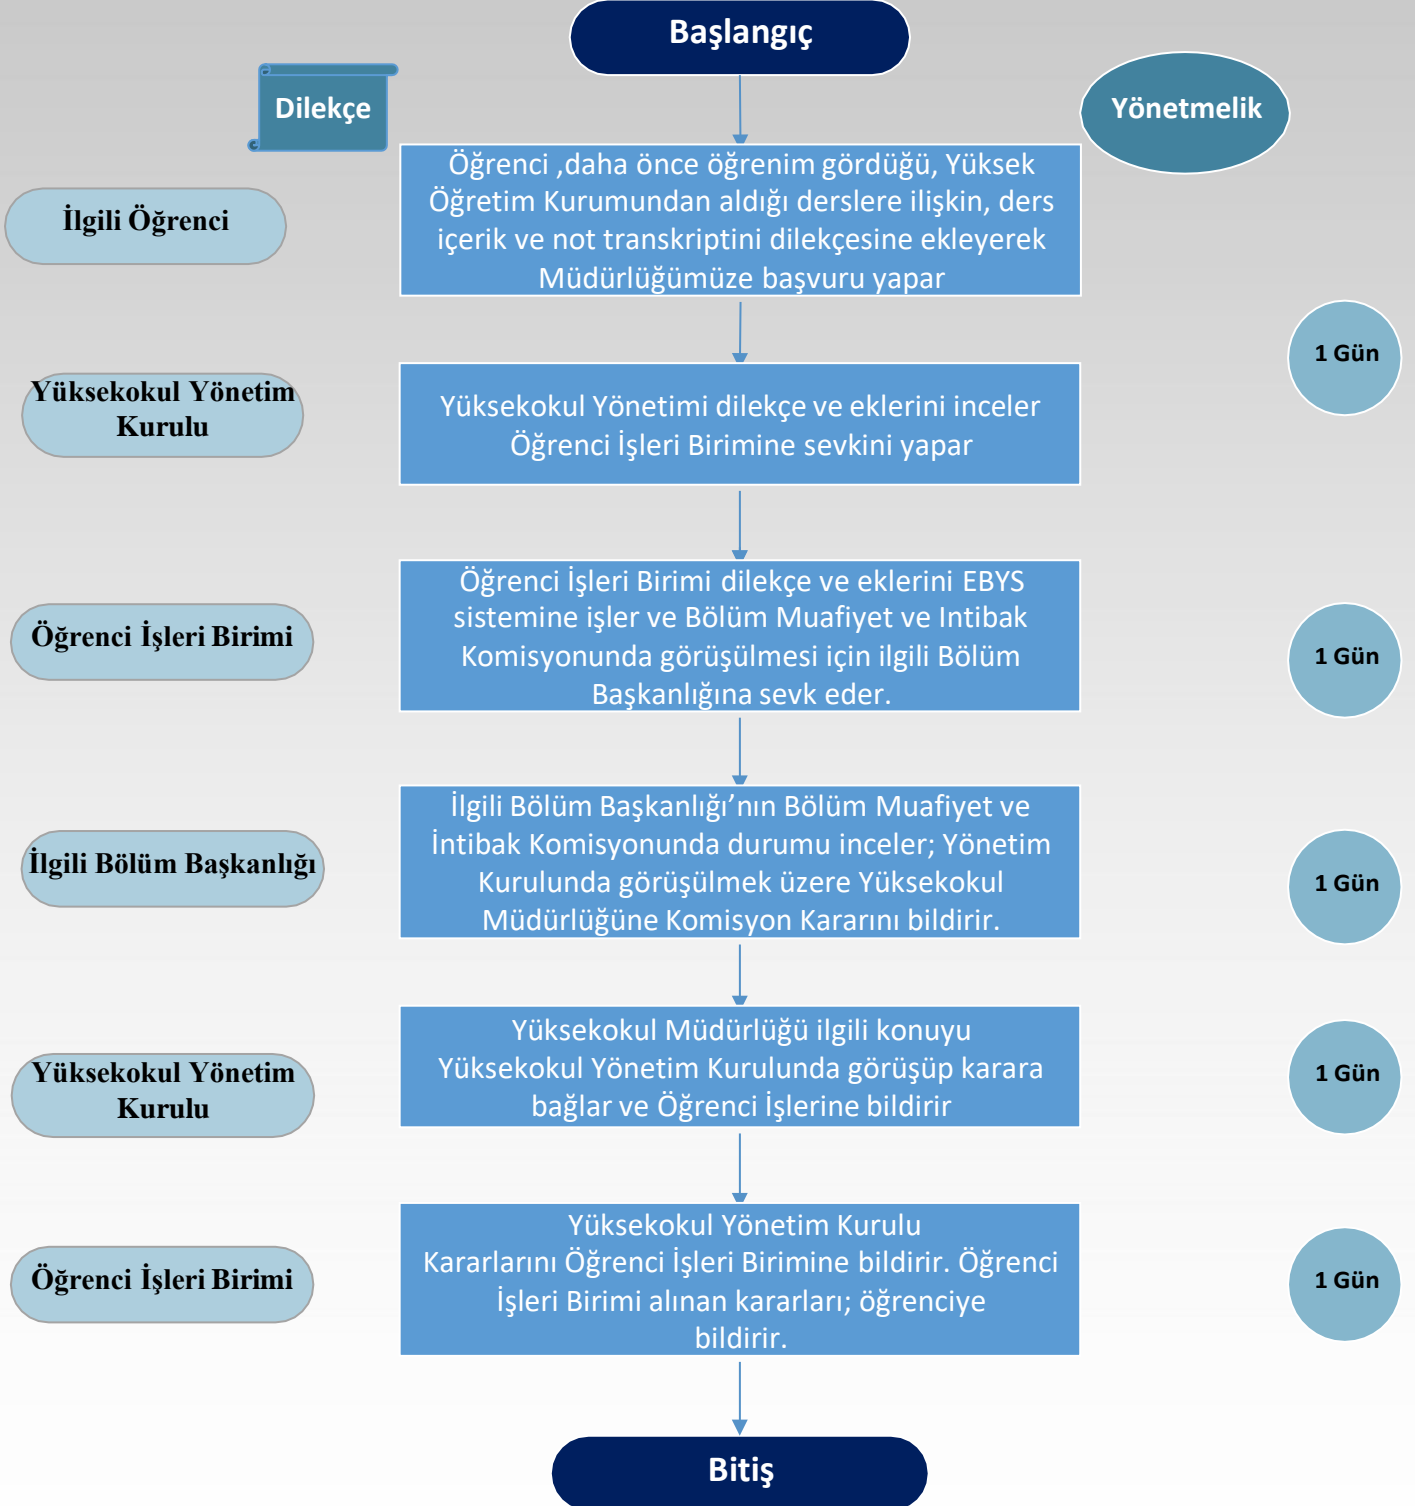 Başlangıç
Dilekçe
Yönetmelik
İlgili Öğrenci
Öğrenci ,daha önce öğrenim gördüğü, Yüksek
Öğretim Kurumundan aldığı derslere ilişkin, ders
içerik ve not transkriptini dilekçesine ekleyerek
Müdürlüğümüze başvuru yapar
1 Gün
Yüksekokul Yönetim
Kurulu
Yüksekokul Yönetimi dilekçe ve eklerini inceler
Öğrenci İşleri Birimine sevkini yapar
Öğrenci İşleri Birimi
Öğrenci İşleri Birimi dilekçe ve eklerini EBYS
sistemine işler ve Bölüm Muafiyet ve Intibak
Komisyonunda görüşülmesi için ilgili Bölüm
Başkanlığına sevk eder.
1 Gün
İlgili Bölüm Başkanlığı
İlgili Bölüm Başkanlığı’nın Bölüm Muafiyet ve
İntibak Komisyonunda durumu inceler; Yönetim
Kurulunda görüşülmek üzere Yüksekokul
Müdürlüğüne Komisyon Kararını bildirir.
1 Gün
Yüksekokul Yönetim
Kurulu
Yüksekokul Müdürlüğü ilgili konuyu
Yüksekokul Yönetim Kurulunda görüşüp karara
bağlar ve Öğrenci İşlerine bildirir
1 Gün
Öğrenci İşleri Birimi
Yüksekokul Yönetim Kurulu
Kararlarını Öğrenci İşleri Birimine bildirir. Öğrenci
İşleri Birimi alınan kararları; öğrenciye
bildirir.
1 Gün
Bitiş